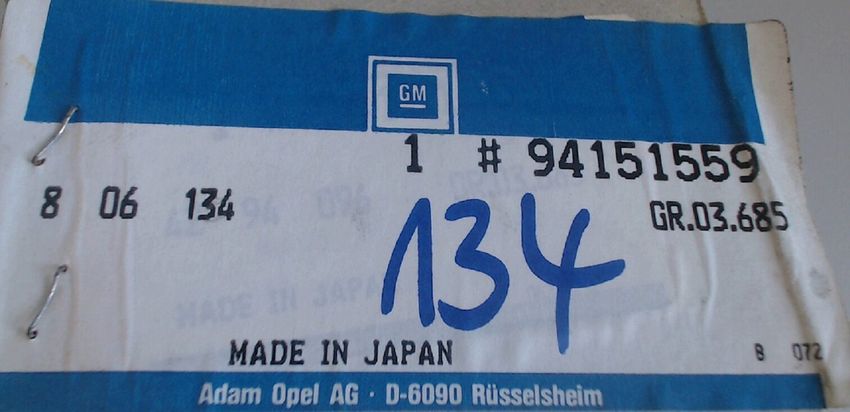 GM
1 # 94151559
8 06 134
GR.03.685
134
MADE IN JAPAN
8 072
Adam Opel AG · D-6090 Rüsselsheim